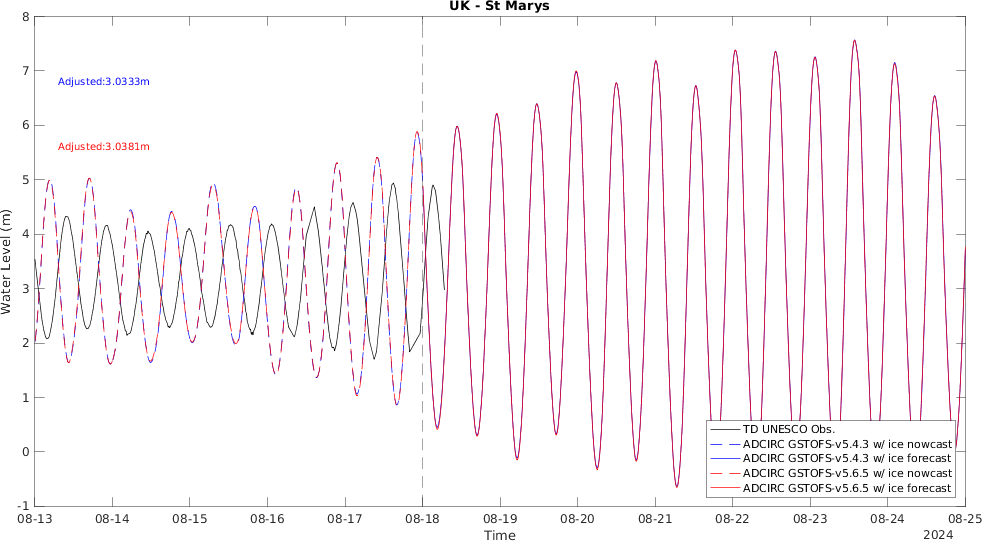 UK - St Marys
8
7
6
5
4
3
2
1
0
-1
Water Level (m)
Adjusted:3.0333m
Adjusted:3.0381m
TD UNESCO Obs.
ADCIRC GSTOFS-v5.4.3 w/ ice nowcast
ADCIRC GSTOFS-v5.4.3 w/ ice forecast
ADCIRC GSTOFS-v5.6.5 w/ ice nowcast
ADCIRC GSTOFS-v5.6.5 w/ ice forecast
08-13 08-14 08-15 08-16 08-17 08-18 08-19 08-20 08-21 08-22 08-23 08-24 08-25
Time
2024